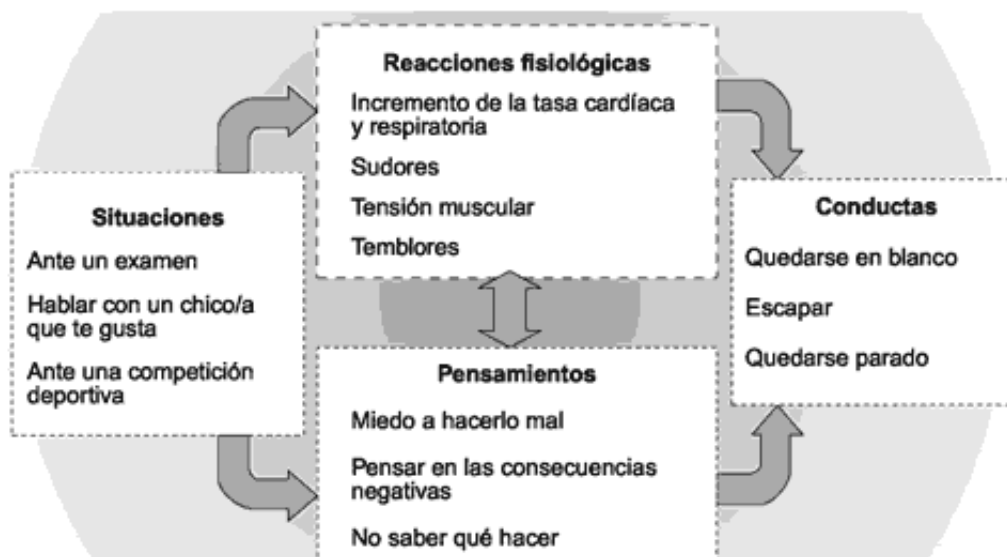 Reacciones fisiológicas
Incremento de la tasa cardíaca
y respiratoria
Sudores
Tensión muscular
Temblores
Situaciones
Ante un examen
Hablar con un chico/a
que te gusta
Ante una competición
deportiva
Conductas
Quedarse en blanco
Escapar
Quedarse parado
Pensamientos
Miedo a hacerlo mal
Pensar en las consecuencias
negativas
No saber qué hacer